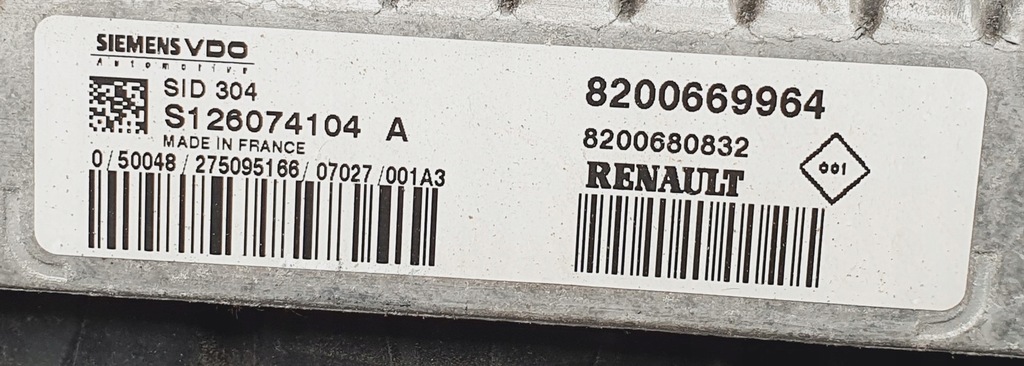 SIEMENS VDO
Automotive
SID 304
S126074104 A
MADE IN FRANCE
0/50048/275095166/07027/001A3
8200669964
8200680832
RENAULT
001